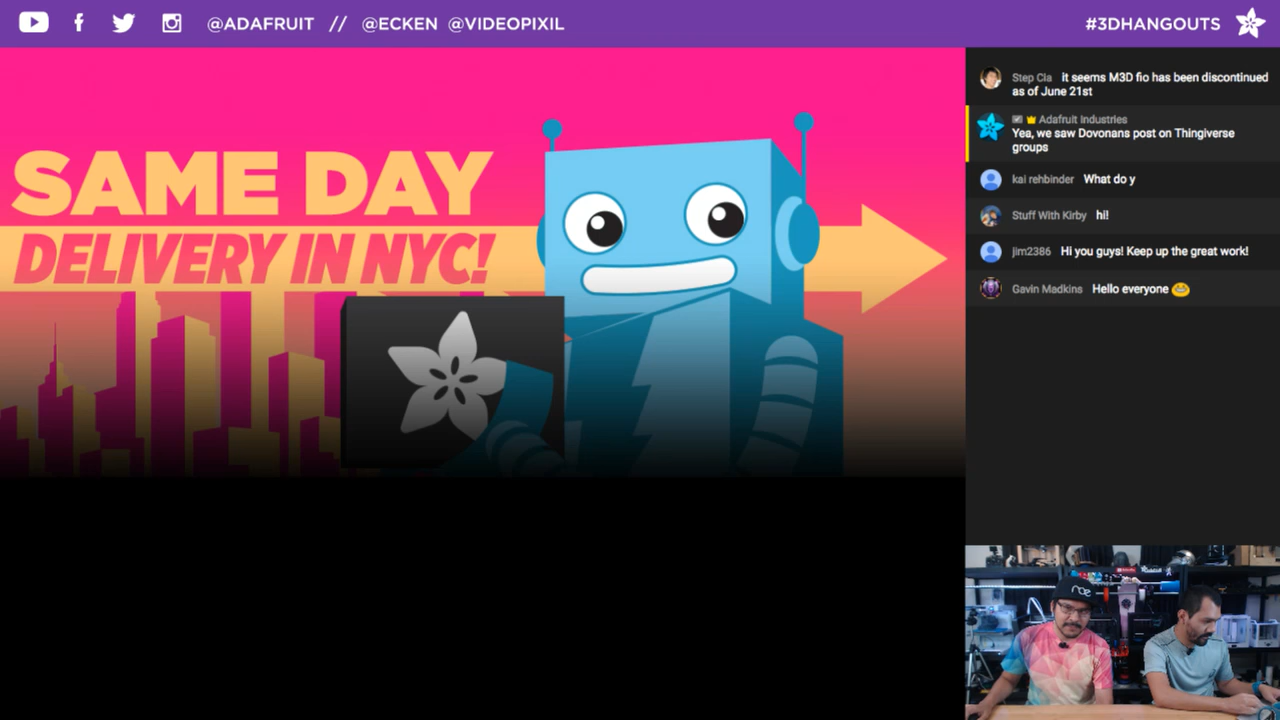 @ADAFRUIT // @ECKEN @VIDEOPIXIL
#3DHANGOUTS
SAME DAY
DELIVERY IN NYC!
Step Cia it seems M3D fio has been discontinued
as of June 21st
Adafruit Industries
Yea, we saw Dovonans post on Thingiverse
groups
kai rehbinder What do y
Stuff With Kirby hi!
jim2386 Hi you guys! Keep up the great work!
Gavin Madkins Hello everyone
noe